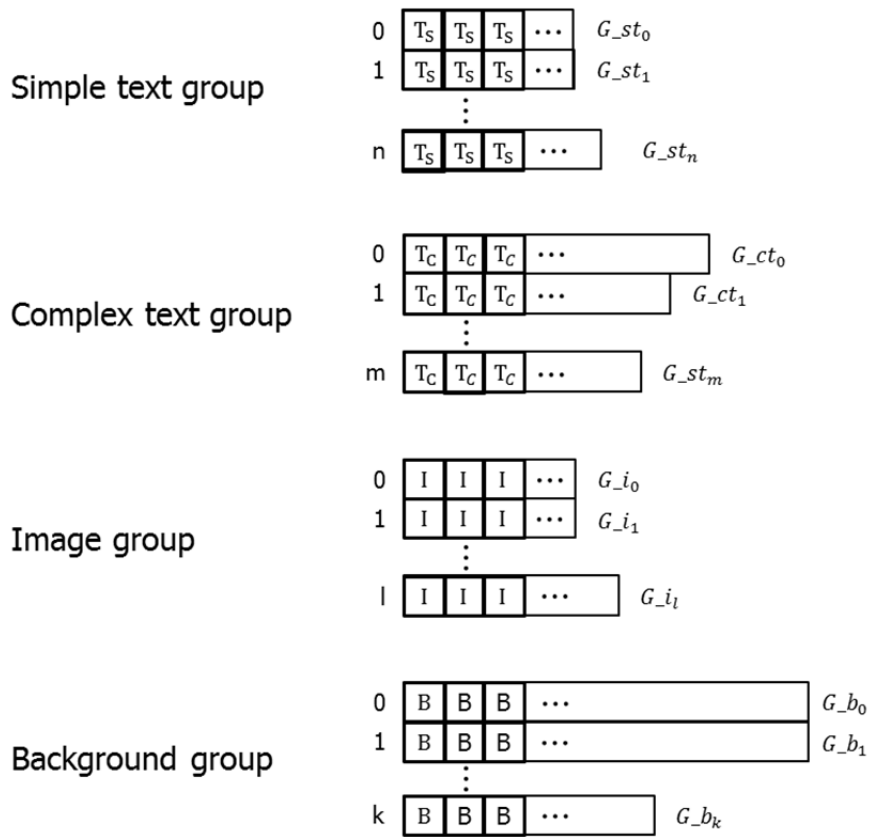 0 T_S T_S T_S ··· G_st_0
1 T_S T_S T_S ··· G_st_1
Simple text group
⋮
n T_S T_S T_S ··· G_st_n
0 T_C T_C T_C ··· G_ct_0
1 T_C T_C T_C ··· G_ct_1
Complex text group
⋮
m T_C T_C T_C ··· G_st_m
0 I I I ··· G_i_0
1 I I I ··· G_i_1
Image group
⋮
l I I I ··· G_i_l
0 B B B ··· G_b_0
1 B B B ··· G_b_1
Background group
⋮
k B B B ··· G_b_k